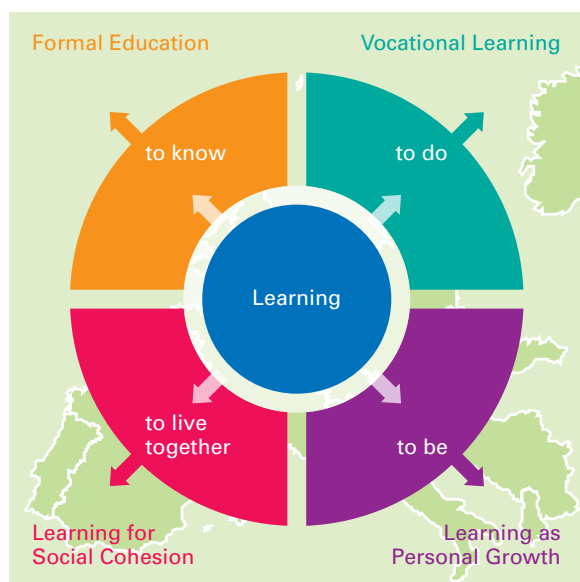 Formal Education
Vocational Learning
to know
to do
Learning
to live
together
to be
Learning for
Social Cohesion
Learning as
Personal Growth